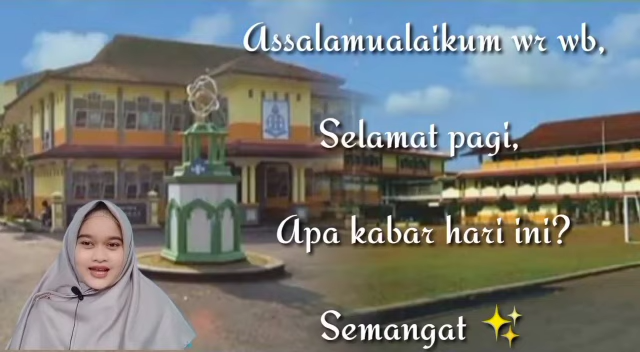 Assalamualaikum wr wb,
Selamat pagi,
Apa kabar hari ini?
Semangat ✨